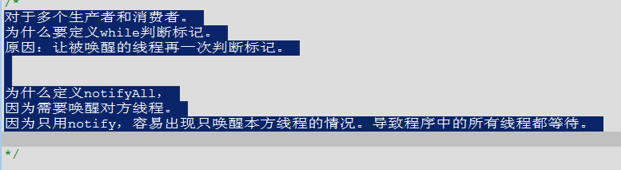 /*
对于多个生产者和消费者。
为什么要定义while判断标记。
原因：让被唤醒的线程再一次判断标记。
为什么定义notifyAll，
因为需要唤醒对方线程。
因为只用notify，容易出现只唤醒本方线程的情况。导致程序中的所有线程都等待。
*/